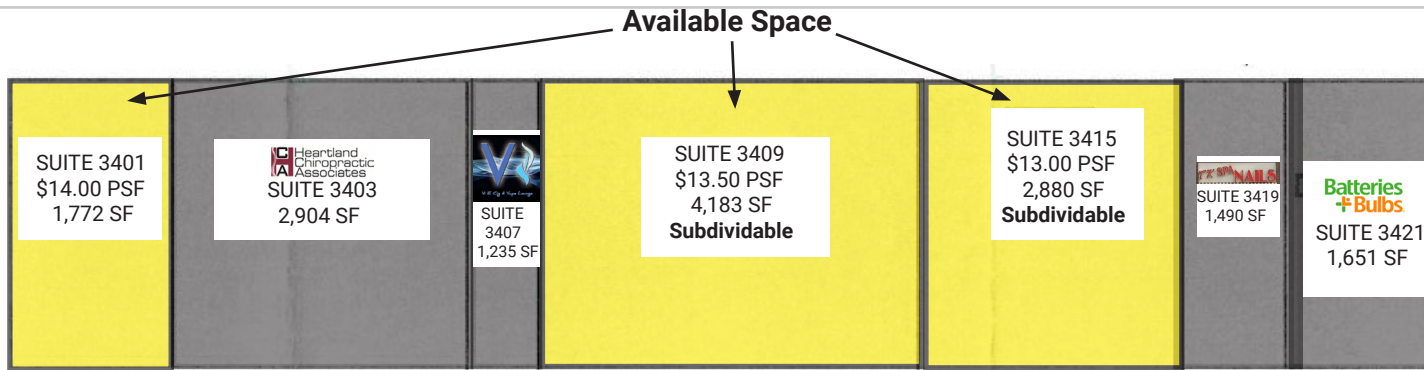 Available Space
SUITE 3401
$14.00 PSF
1,772 SF
C
H
A
Heartland
Chiropractic
Associates
SUITE 3403
2,904 SF
SUITE
3407
1,235 SF
SUITE 3409
$13.50 PSF
4,183 SF
Subdividable
SUITE 3415
$13.00 PSF
2,880 SF
Subdividable
SPA NAILS
SUITE 3419
1,490 SF
Batteries
+ Bulbs
SUITE 3421
1,651 SF